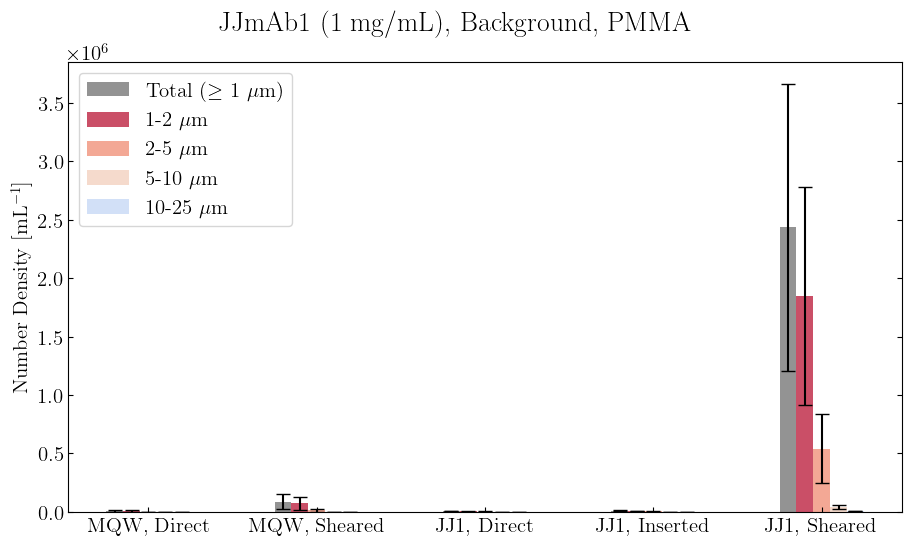 JJmAb1 (1 mg/mL), Background, PMMA
×10⁶
Total (≥ 1 μm)
1-2 μm
2-5 μm
5-10 μm
10-25 μm
Number Density [mL⁻¹]
3.5
3.0
2.5
2.0
1.5
1.0
0.5
0.0
MQW, Direct
MQW, Sheared
JJ1, Direct
JJ1, Inserted
JJ1, Sheared